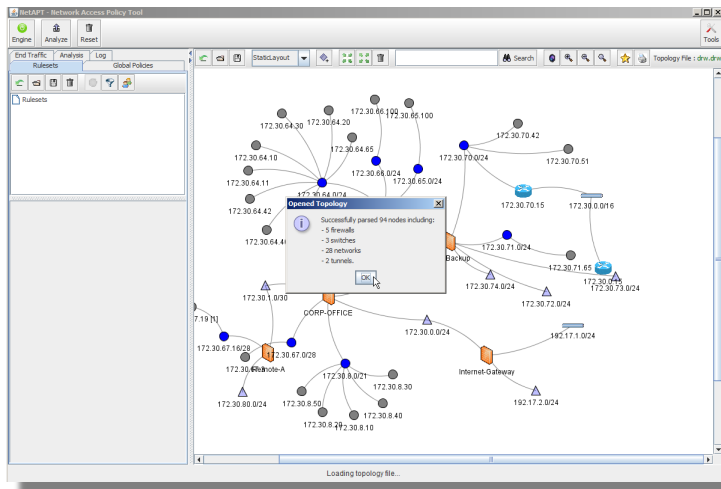 NetAPT - Network Access Policy Tool
Engine
Analyze
Reset
Tools
End Traffic
Analysis
Log
Rulesets
Global Policies
Rulesets
StaticLayout
Search
Topology File : drw.drw
172.30.66.100
172.30.65.100
172.30.64.30
172.30.64.20
172.30.70.42
172.30.64.65
172.30.70.51
172.30.64.10
172.30.70.0/24
172.30.66.0/24
172.30.64.11
172.30.65.0/24
172.30.64.0/24
172.30.70.15
172.30.0.0/16
172.30.64.42
Opened Topology
Successfully parsed 94 nodes including:
- 5 firewalls
- 3 switches
- 28 networks
- 2 tunnels.
OK
172.30.71.0/24
Backup
172.30.71.65
172.30.74.0/24
172.30.73.0/24
172.30.72.0/24
172.30.1.0/30
CORP-OFFICE
7.19 [1]
172.30.0.0/24
192.17.1.0/24
172.30.67.16/28
172.30.67.0/28
Remote-A
172.30.8.0/21
Internet-Gateway
172.30.8.30
172.30.80.0/24
172.30.8.50
172.30.8.40
192.17.2.0/24
172.30.8.20
172.30.8.10
Loading topology file...